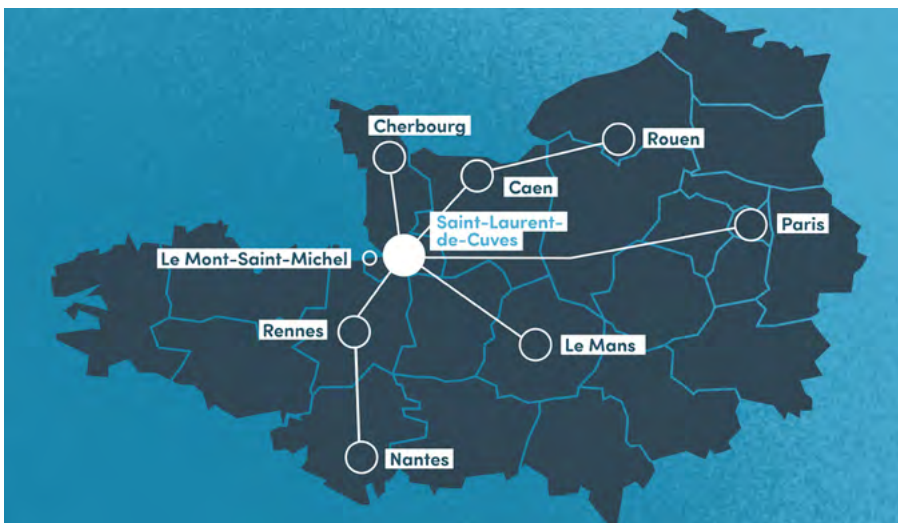 Cherbourg
Rouen
Caen
Saint-Laurent-
de-Cuves
Paris
Le Mont-Saint-Michel
Rennes
Le Mans
Nantes